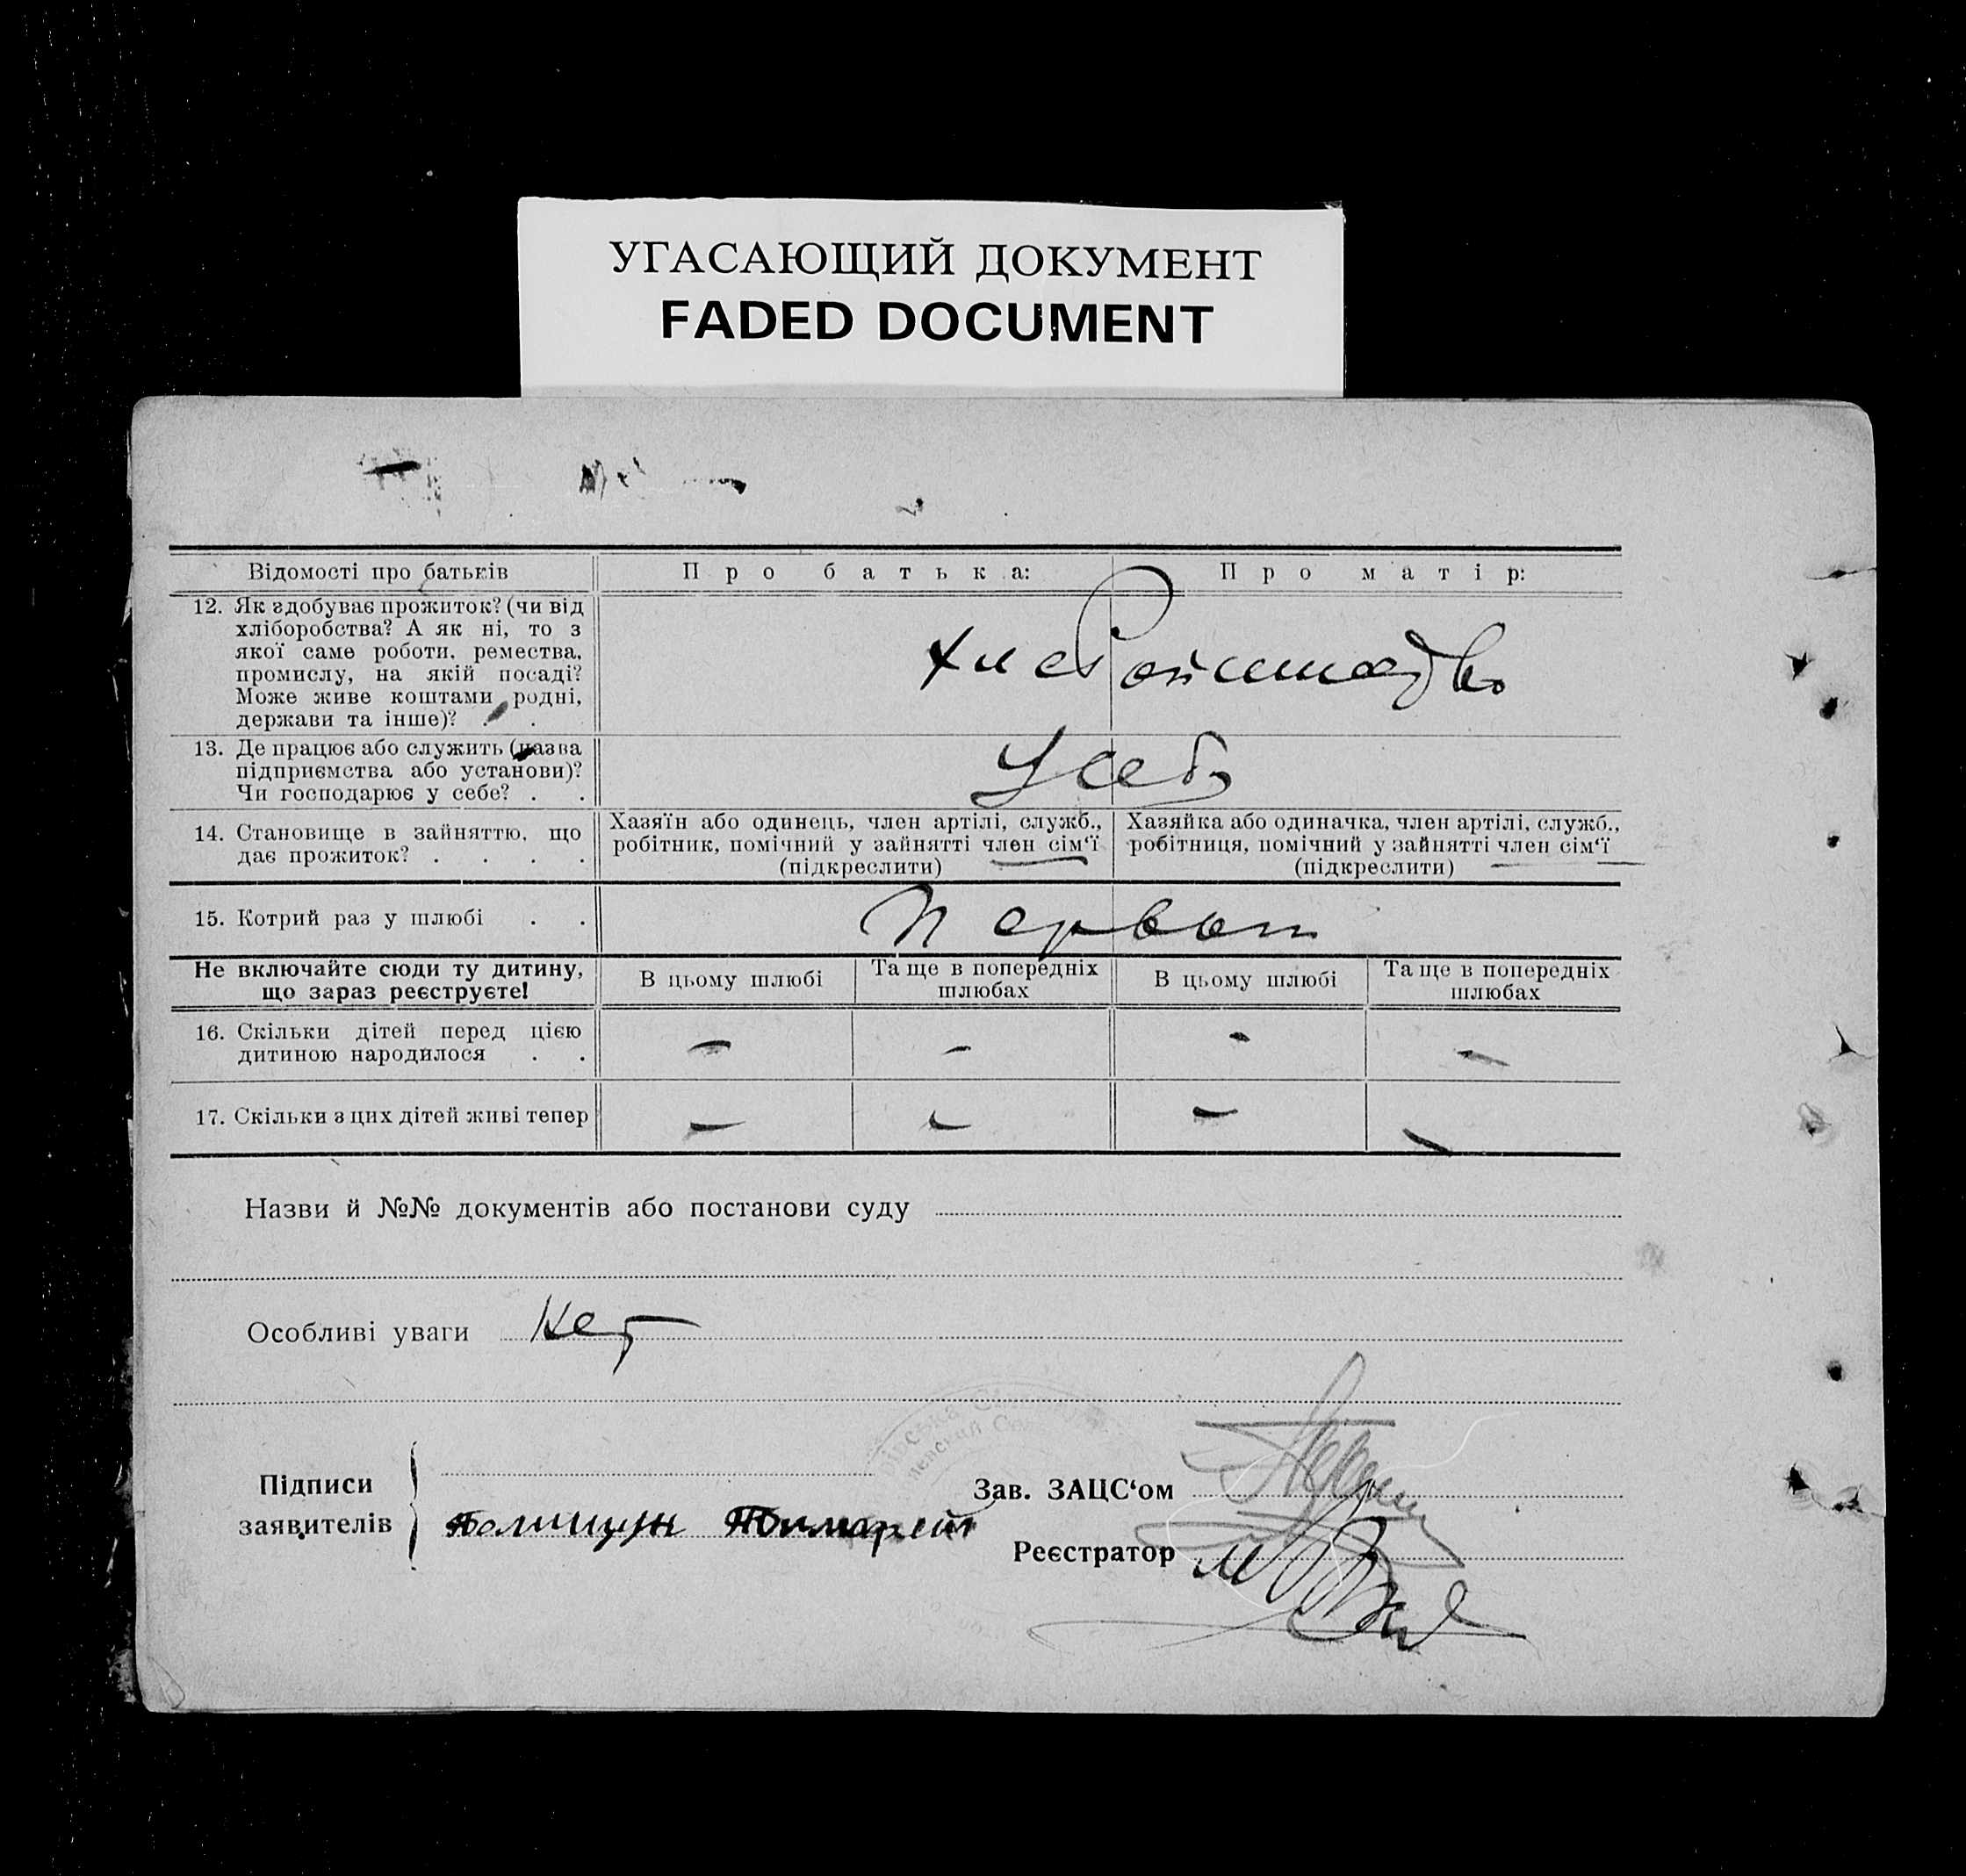 УГАСАЮЩИЙ ДОКУМЕНТ
FADED DOCUMENT
Відомості про батьків
Про батька:
Про матір:
12. Як здобуває прожиток? (чи від
хліборобства? А як ні, то з
якої саме роботи, ремества,
промислу, на якій посаді?
Може живе коштами родні,
держави та інше)? . .
13. Де працює або служить (назва
підприємства або установи)?
Чи господарює у себе? . .
У себе
14. Становище в зайняттю, що
дає прожиток? . . . .
Хазяїн або одинець, член артілі, служб.,
робітник, помічний у зайнятті член сім'ї
(підкреслити)
Хазяйка або одиначка, член артілі, служб.,
робітниця, помічний у зайнятті член сім'ї
(підкреслити)
15. Котрий раз у шлюбі . .
Не включайте сюди ту дитину,
що зараз реєструєте!
В цьому шлюбі
Та ще в попередніх
шлюбах
В цьому шлюбі
Та ще в попередніх
шлюбах
16. Скільки дітей перед цією
дитиною народилося . .
— — — —
17. Скільки з цих дітей живі тепер
— — — —
Назви й №№ документів або постанови суду
Особливі уваги Нет
Підписи
заявителів
Зав. ЗАЦС'ом
Реєстратор